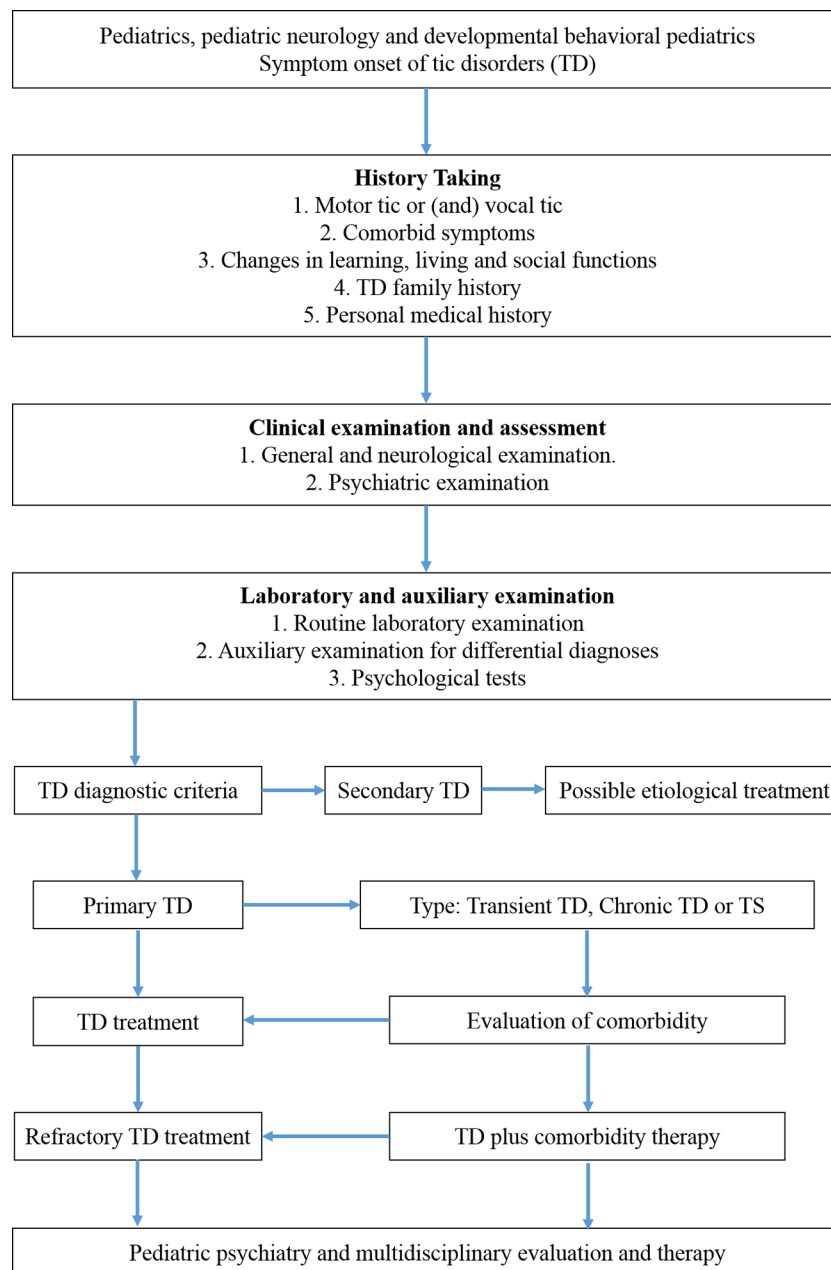 Pediatrics, pediatric neurology and developmental behavioral pediatrics
Symptom onset of tic disorders (TD)
History Taking
1. Motor tic or (and) vocal tic
2. Comorbid symptoms
3. Changes in learning, living and social functions
4. TD family history
5. Personal medical history
Clinical examination and assessment
1. General and neurological examination.
2. Psychiatric examination
Laboratory and auxiliary examination
1. Routine laboratory examination
2. Auxiliary examination for differential diagnoses
3. Psychological tests
TD diagnostic criteria
Secondary TD
Possible etiological treatment
Primary TD
Type: Transient TD, Chronic TD or TS
TD treatment
Evaluation of comorbidity
Refractory TD treatment
TD plus comorbidity therapy
Pediatric psychiatry and multidisciplinary evaluation and therapy